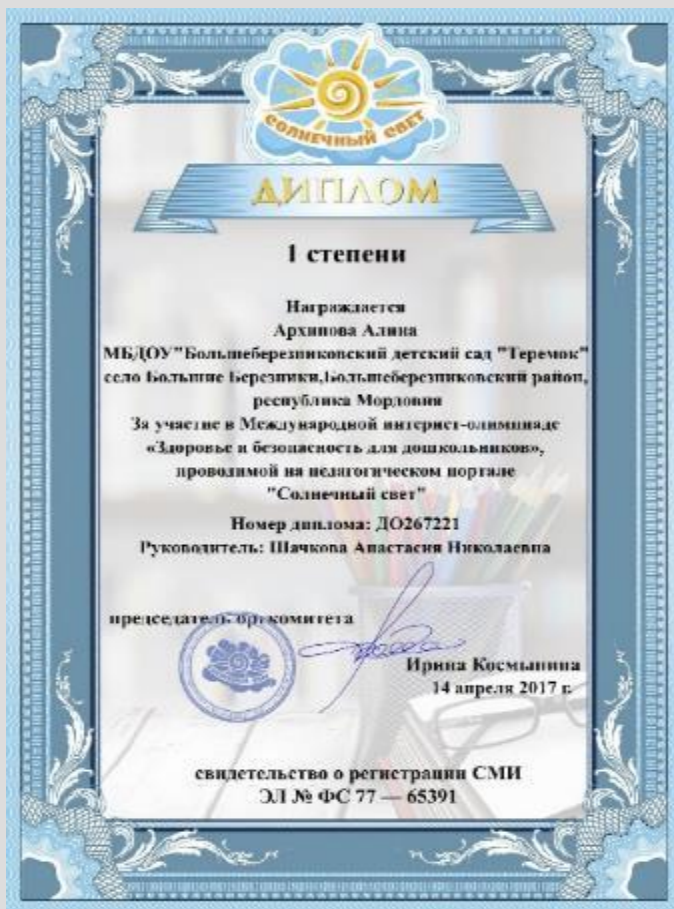 СОЛНЕЧНЫЙ СВЕТ
ДИПЛОМ
1 степени
Награждается
Архипова Алина
МБДОУ"Большеберезниковский детский сад "Теремок"
село Большие Березники,Большеберезниковский район,
республика Мордовия
За участие в Международной интернет-олимпиаде
«Здоровье и безопасность для дошкольников»,
проводимой на педагогическом портале
"Солнечный свет"
Номер диплома: ДО267221
Руководитель: Шачкова Анастасия Николаевна
председатель оргкомитета
Ирина Космынина
14 апреля 2017 г.
свидетельство о регистрации СМИ
ЭЛ № ФС 77 — 65391